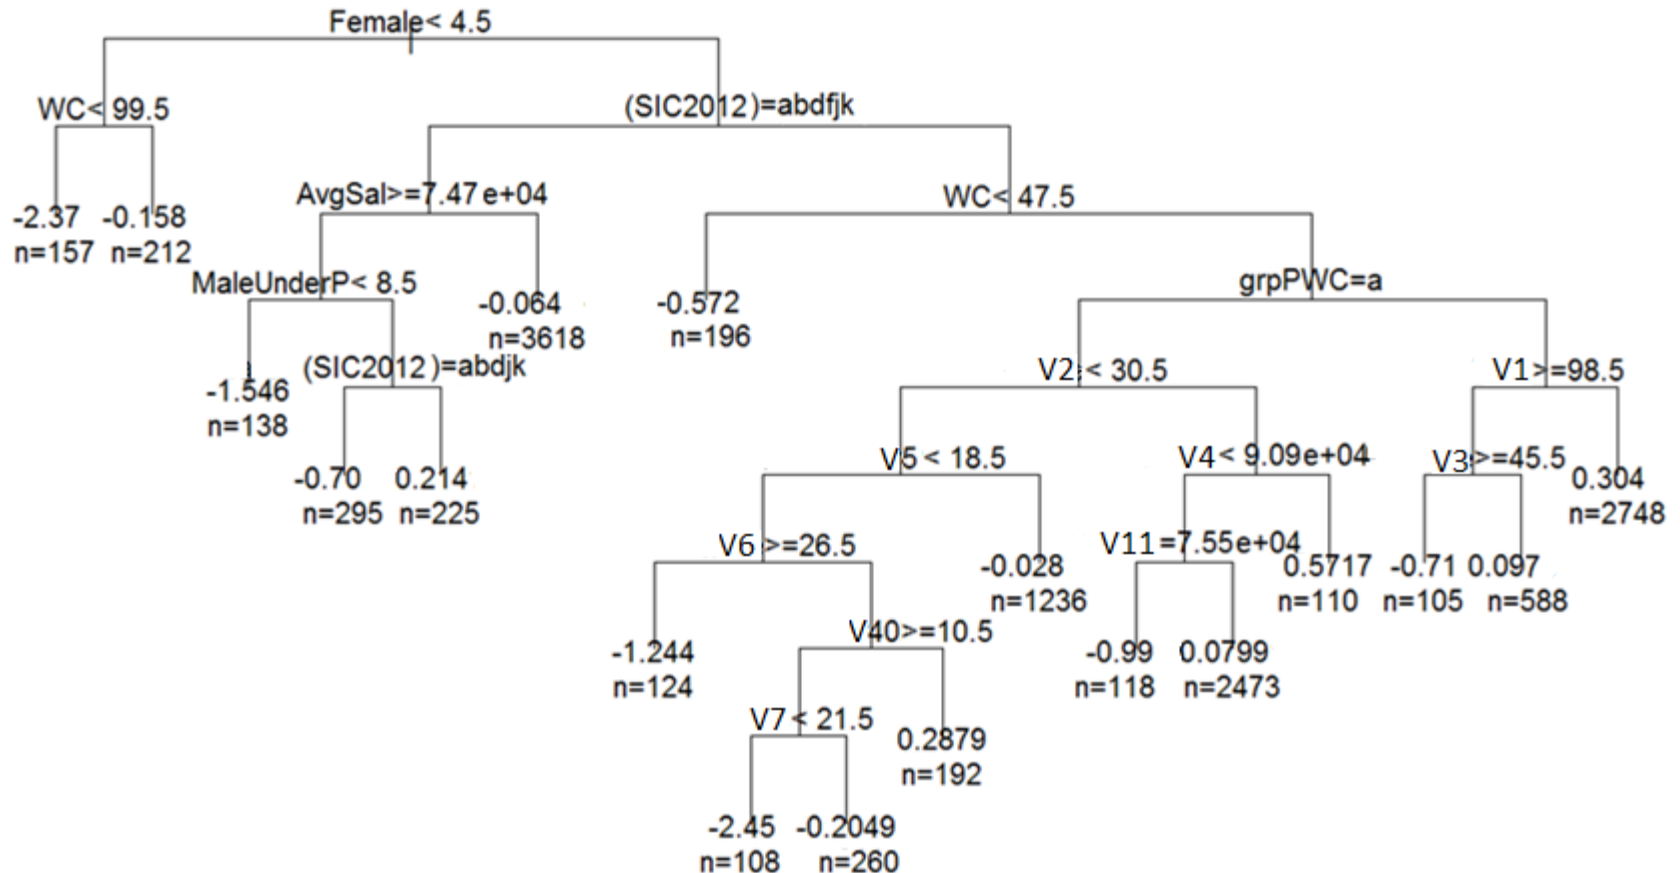 Female< 4.5
WC< 99.5
(SIC2012)=abdfjk
-2.37 -0.158
n=157 n=212
AvgSal>=7.47e+04
WC< 47.5
MaleUnderP< 8.5
-0.064
n=3618
-0.572
n=196
grpPWC=a
-1.546
n=138
(SIC2012)=abdjk
-0.70 0.214
n=295 n=225
V2 < 30.5
V1>=98.5
V5 < 18.5
V4< 9.09e+04
V3>=45.5
0.304
n=2748
V6 >=26.5
-0.028
n=1236
V11=7.55e+04
0.5717
n=110
-0.71 0.097
n=105 n=588
-1.244
n=124
V40>=10.5
-0.99 0.0799
n=118 n=2473
V7< 21.5
0.2879
n=192
-2.45 -0.2049
n=108 n=260